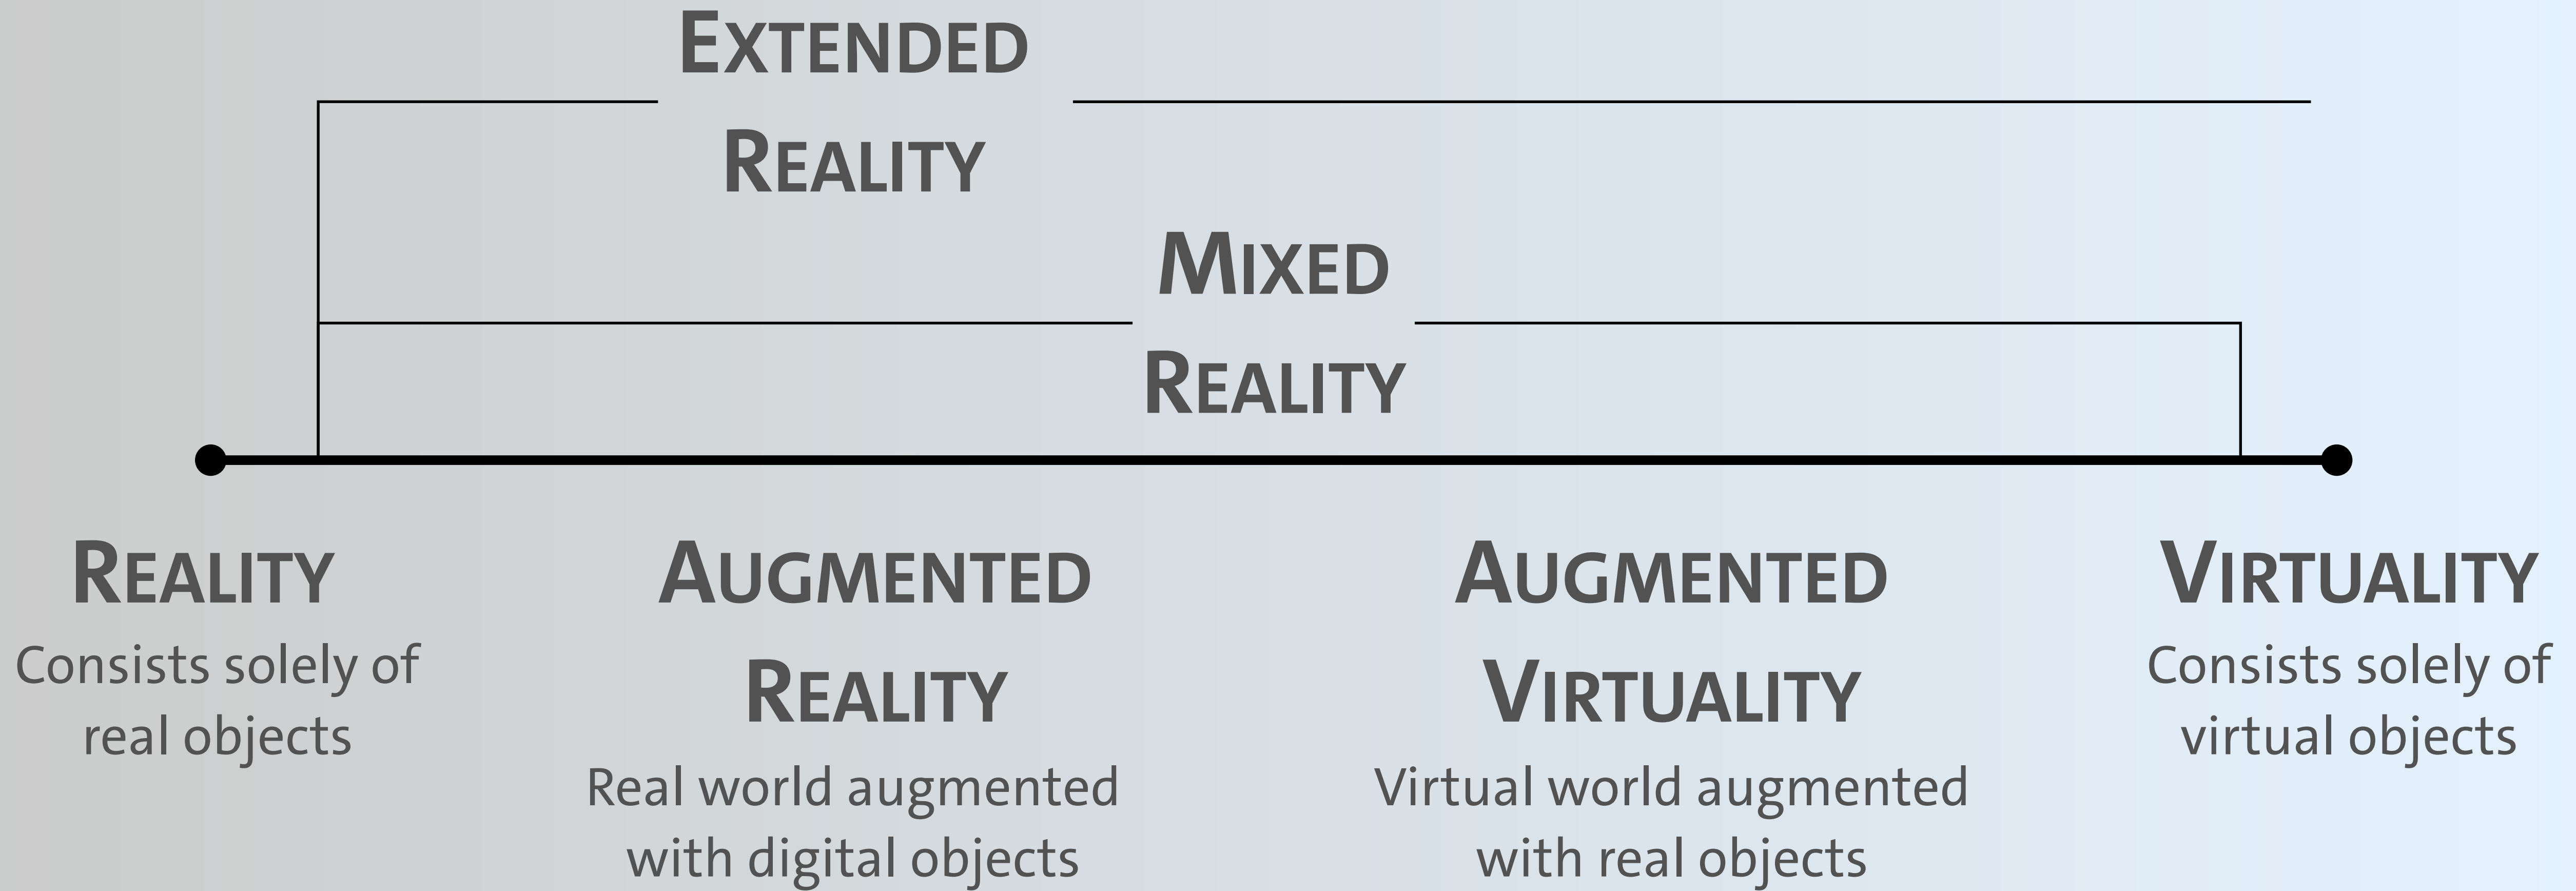 EXTENDED
REALITY
MIXED
REALITY
REALITY
Consists solely of
real objects
AUGMENTED
REALITY
Real world augmented
with digital objects
AUGMENTED
VIRTUALITY
Virtual world augmented
with real objects
VIRTUALITY
Consists solely of
virtual objects